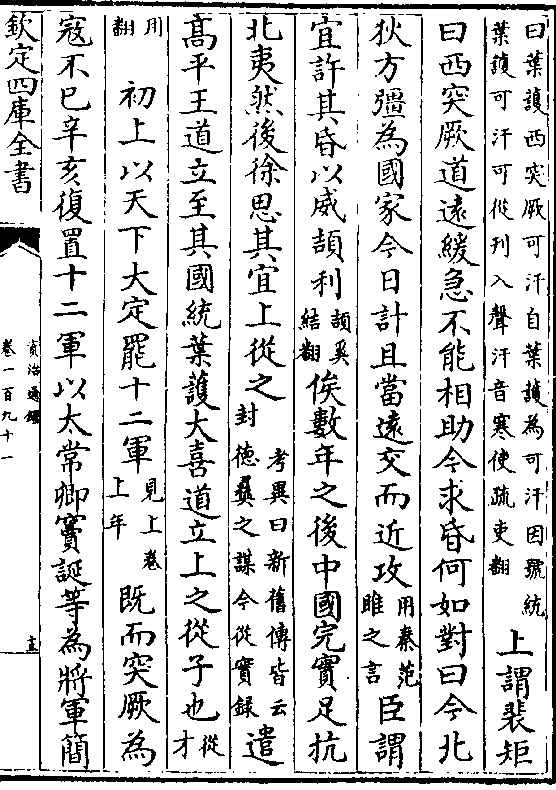 曰葉護西突厥可汗自葉護為可汗因號統
葉護可汗可從刋入聲汗音寒使疏吏翻
上謂裴矩
曰西突厥道遠緩急不能相助今求昏何如對曰今北
狄方彊為國家今日計且當遠交而近攻
用秦范
雎之言
臣謂
宜許其昏以威頡利
頡奚
結翻
俟數年之後中國完實足抗
北夷然後徐思其宜上從之
考異曰新舊傳皆云
封德彞之謀今從實録
遣
高平王道立至其國統葉護大喜道立上之從子也
從
才
用
翻
初上以天下大定罷十二軍
見上卷
上年
既而突厥為
寇不已辛亥復置十二軍以太常卿竇誕等為將軍簡
欽定四庫全書
資治通鑑
卷一百九十一